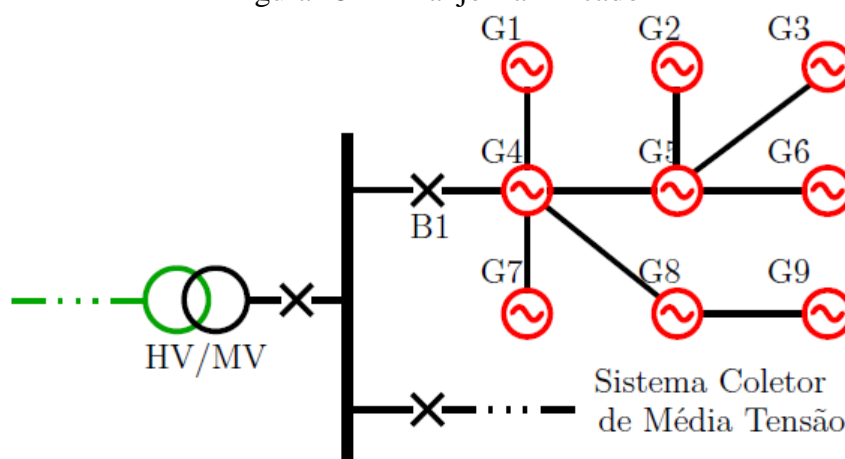 G1
G2
G3
G4
G5
G6
B1
G7
G8
G9
HV/MV
Sistema Coletor
de Média Tensão